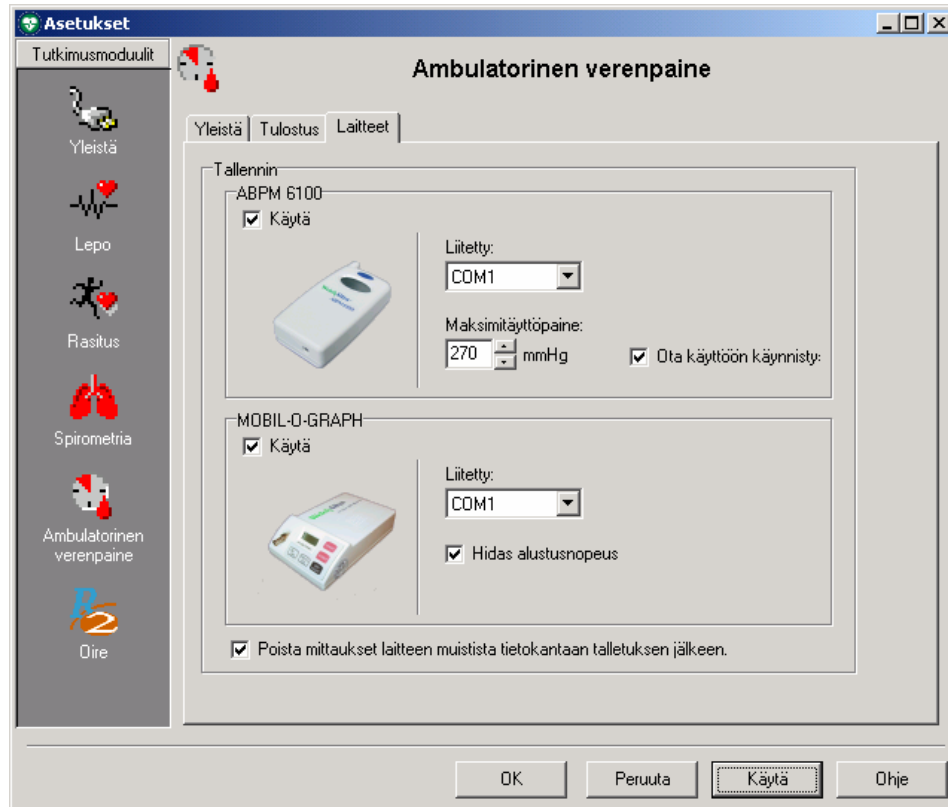 Asetukset
Tutkimusmoduulit
Yleistä
Lepo
Rasitus
Spirometria
Ambulatorinen
verenpaine
Oire
Ambulatorinen verenpaine
Yleistä Tulostus Laitteet
Tallennin
ABPM 6100
Käytä
Liitetty:
COM1
Maksimitäyttöpaine:
270 mmHg
Ota käyttöön käynnisty:
MOBIL-O-GRAPH
Käytä
Liitetty:
COM1
Hidas alustusnopeus
Poista mittaukset laitteen muistista tietokantaan talletuksen jälkeen.
OK Peruuta Käytä Ohje